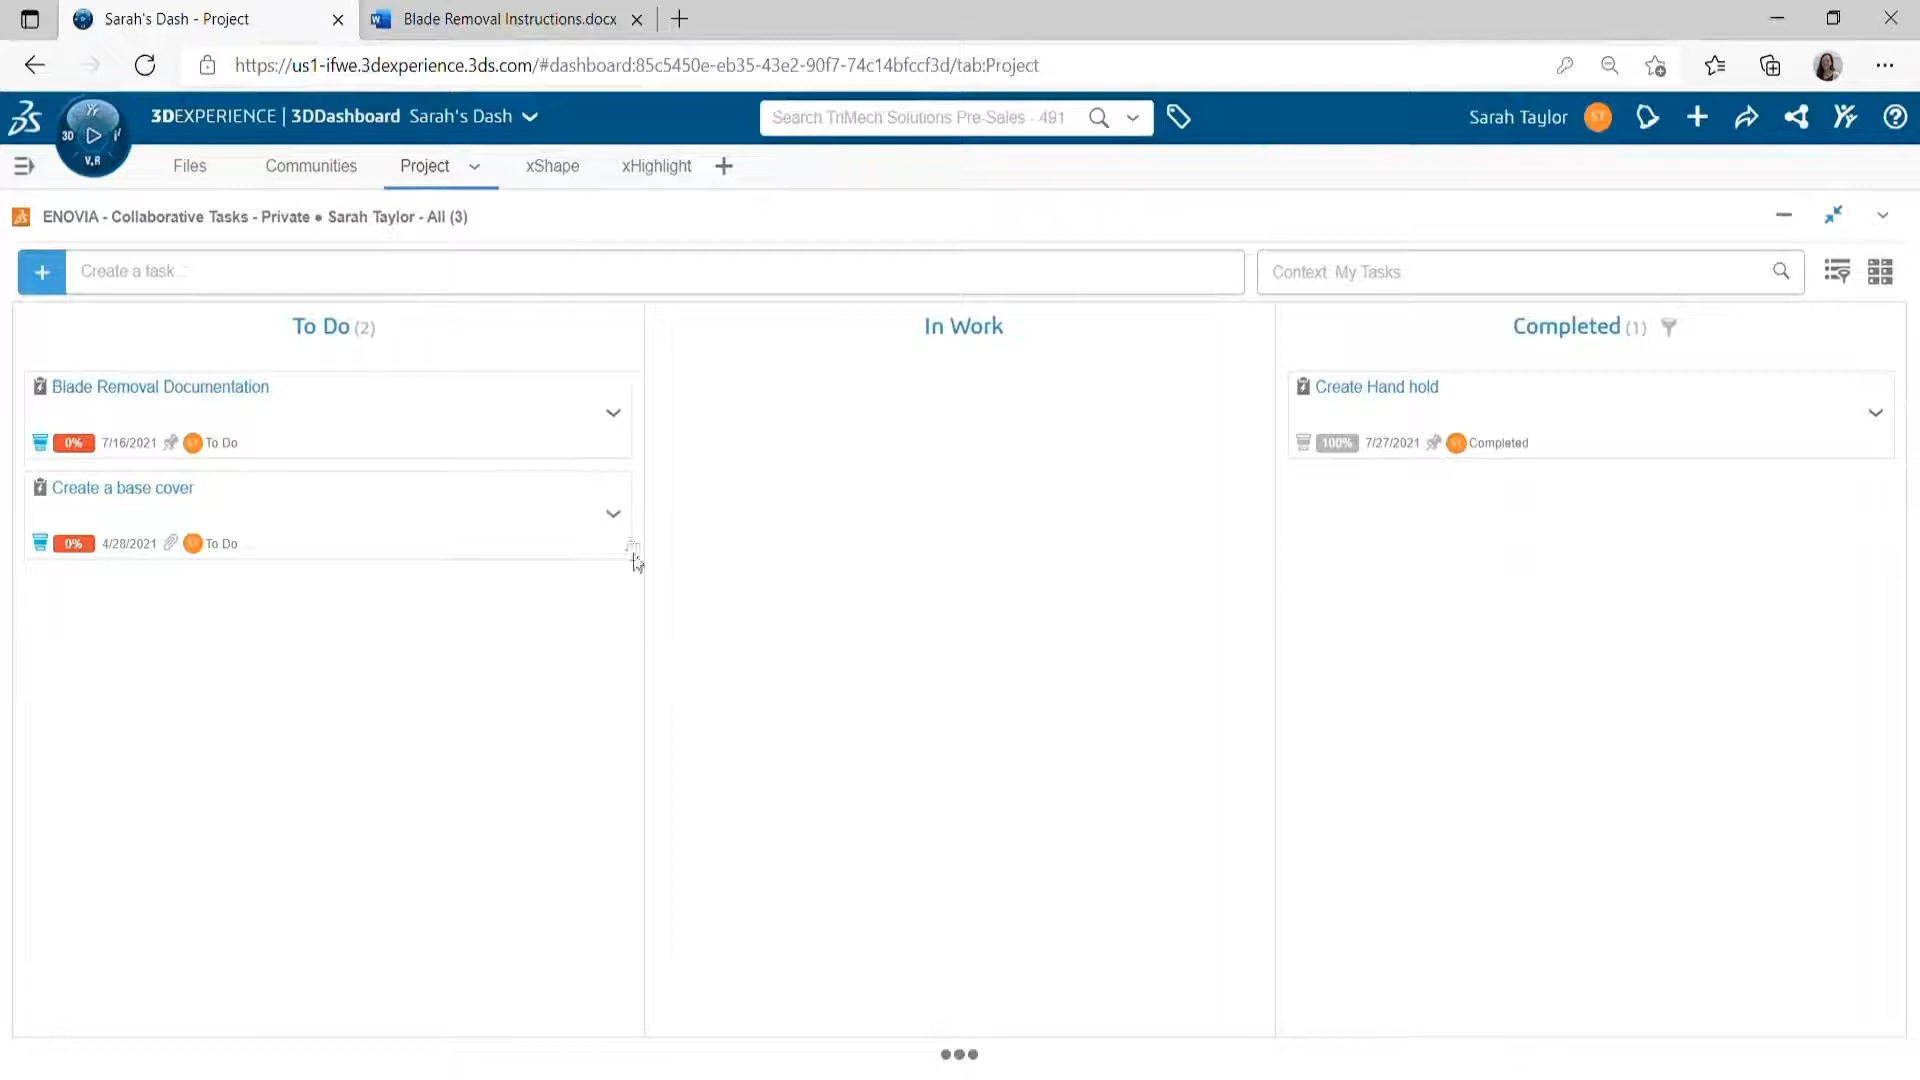 Sarah's Dash - Project
Blade Removal Instructions.docx
https://us1-ifwe.3dexperience.3ds.com/#dashboard:85c5450e-eb35-43e2-90f7-74c14bfccf3d/tab:Project
3DEXPERIENCE | 3DDashboard Sarah's Dash
Search TriMech Solutions Pre-Sales - 491
Sarah Taylor ST
3D V,R
Files Communities Project xShape xHighlight
ENOVIA - Collaborative Tasks - Private ● Sarah Taylor - All (3)
Create a task ...
Context My Tasks
To Do (2)
In Work
Completed (1)
Blade Removal Documentation
0% 7/16/2021 ST To Do
Create a base cover
0% 4/28/2021 ST To Do
Create Hand hold
100% 7/27/2021 ST Completed